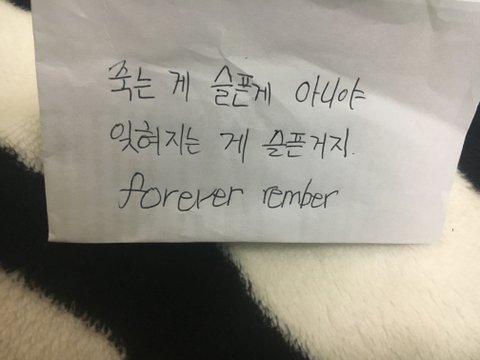 죽는 게 슬픈게 아니야
잊혀지는 게 슬픈거지.
forever rember